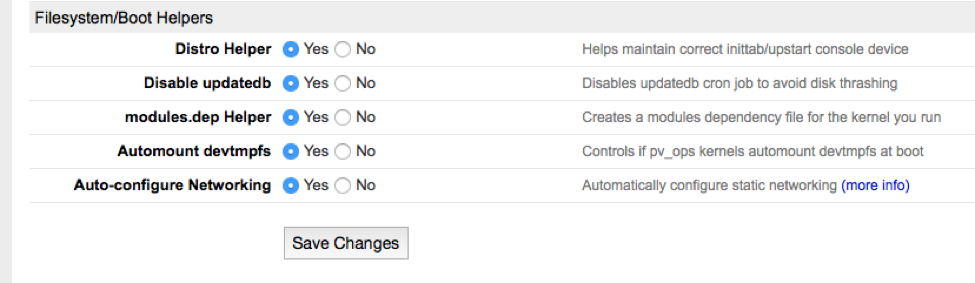 Filesystem/Boot Helpers
Distro Helper Yes No Helps maintain correct inittab/upstart console device
Disable updatedb Yes No Disables updatedb cron job to avoid disk thrashing
modules.dep Helper Yes No Creates a modules dependency file for the kernel you run
Automount devtmpfs Yes No Controls if pv_ops kernels automount devtmpfs at boot
Auto-configure Networking Yes No Automatically configure static networking (more info)
Save Changes